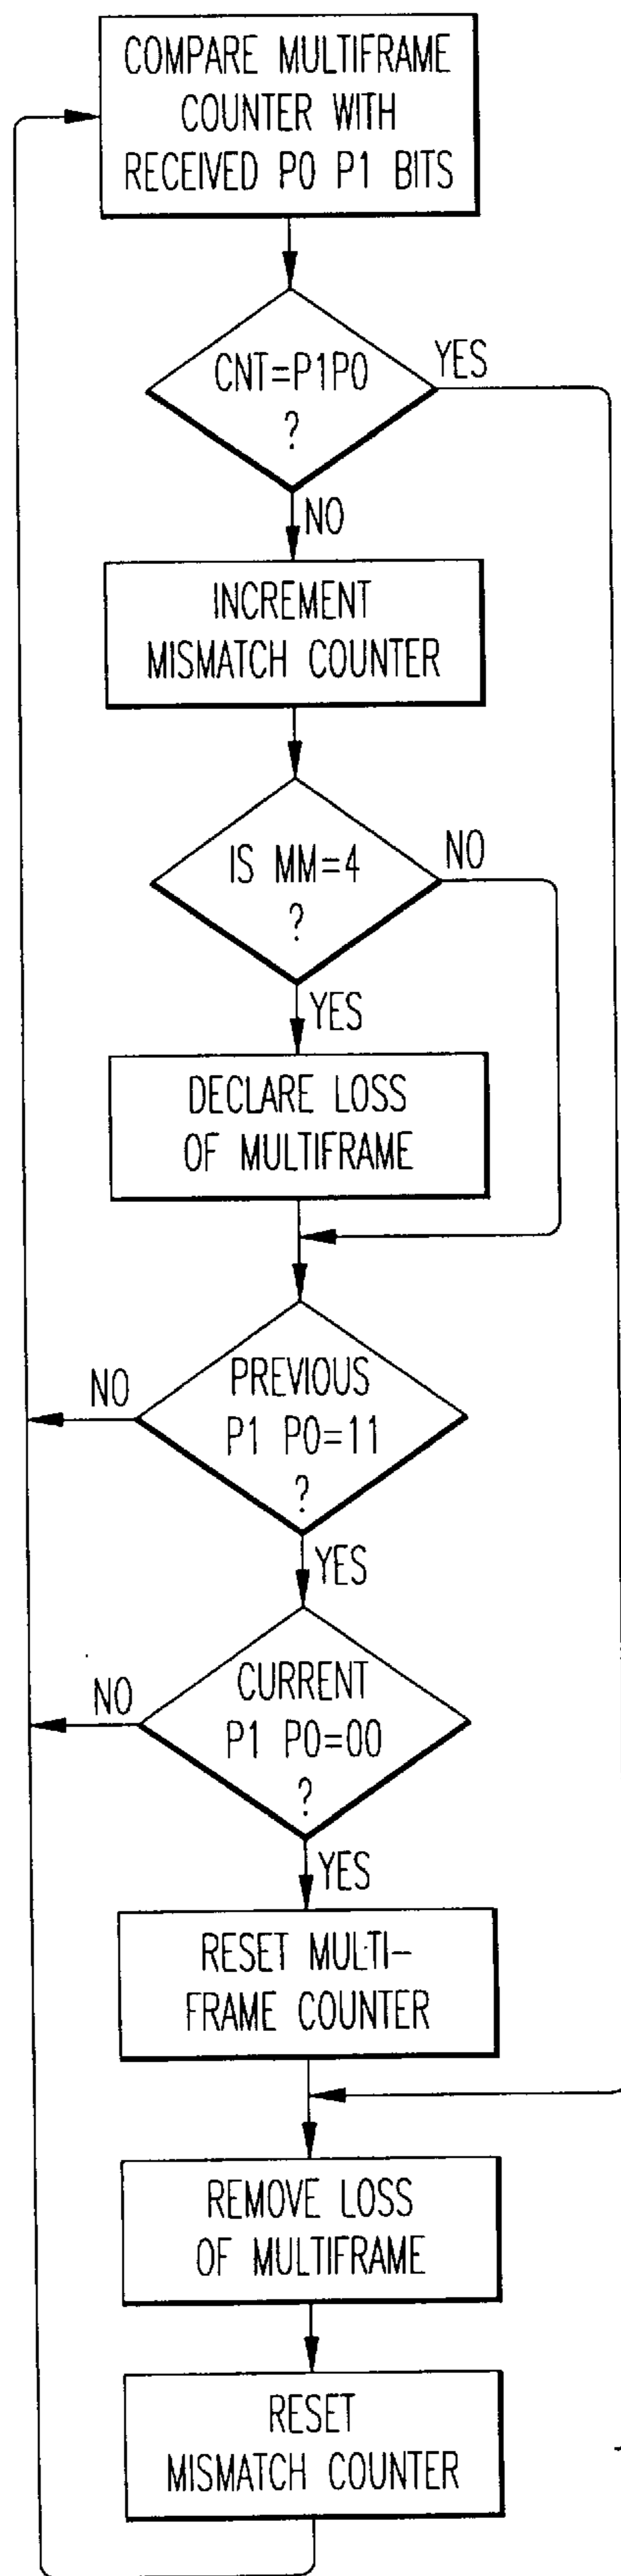 COMPARE MULTIFRAME
COUNTER WITH
RECEIVED P0 P1 BITS
CNT=P1P0
?
YES
NO
INCREMENT
MISMATCH COUNTER
IS MM=4
?
NO
YES
DECLARE LOSS
OF MULTIFRAME
PREVIOUS
P1 P0=11
?
NO
YES
CURRENT
P1 P0=00
?
NO
YES
RESET MULTI-
FRAME COUNTER
REMOVE LOSS
OF MULTIFRAME
RESET
MISMATCH COUNTER